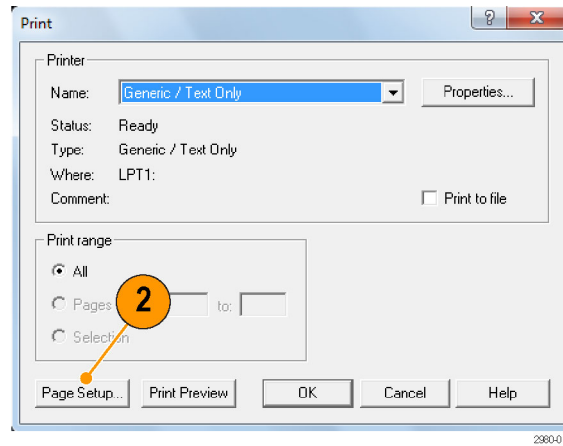 Print
Printer
Name: Generic / Text Only Properties...
Status: Ready
Type: Generic / Text Only
Where: LPT1:
Comment: Print to file
Print range
All
Pages 2 to:
Selection
Page Setup... Print Preview OK Cancel Help
2980-0